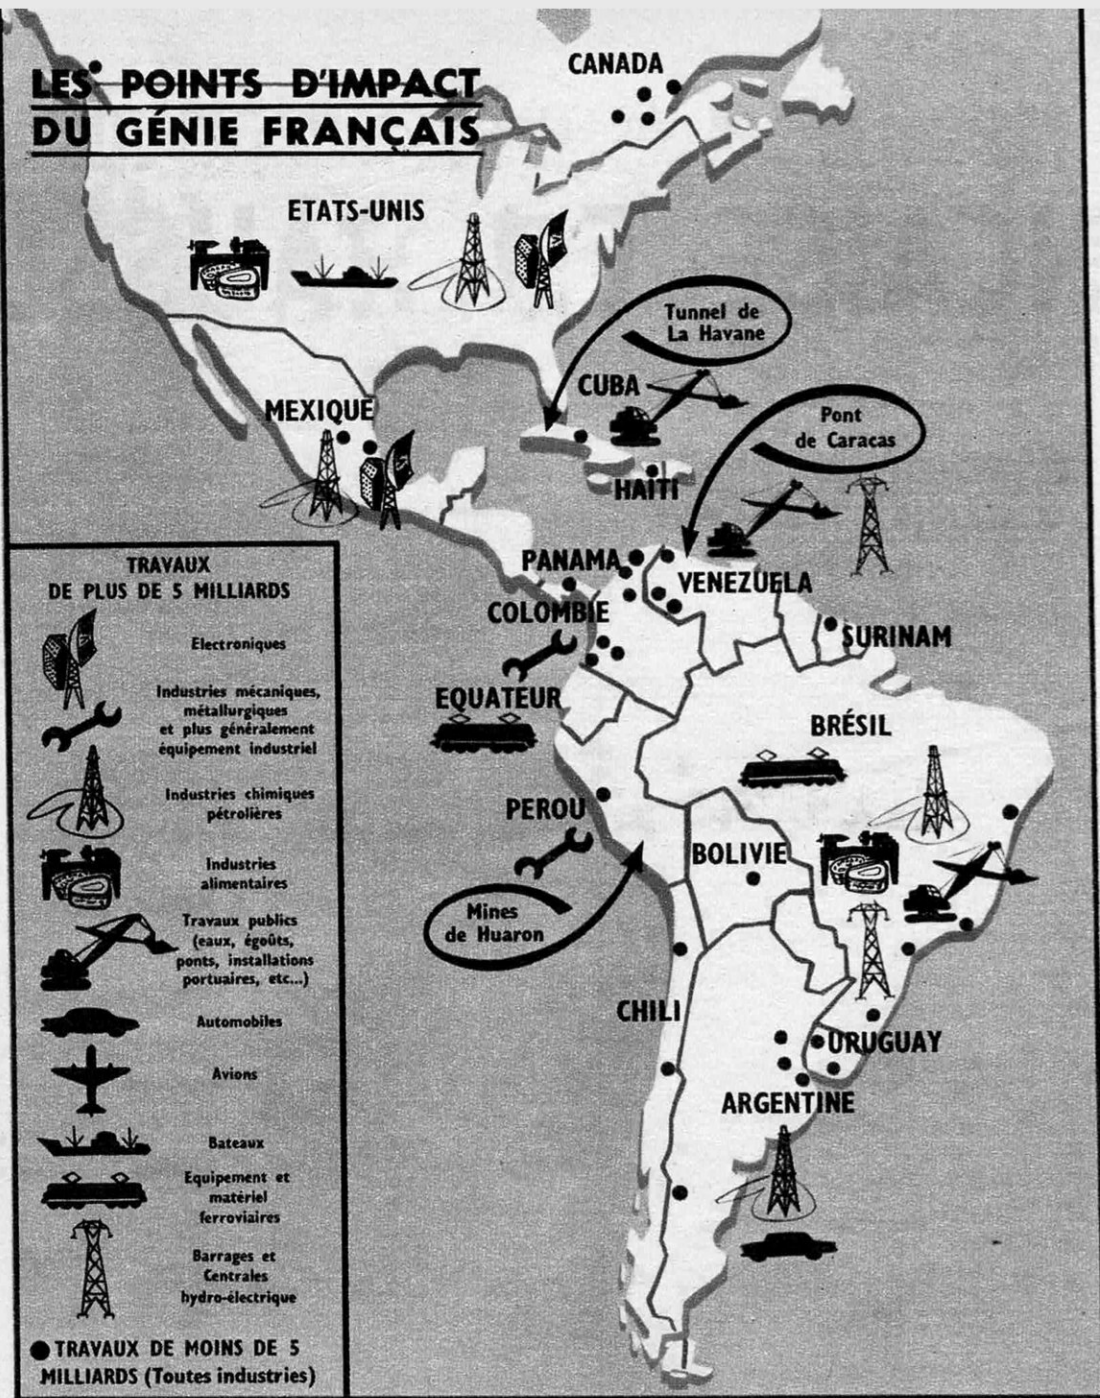 LES POINTS D'IMPACT
DU GÉNIE FRANÇAIS
CANADA
ETATS-UNIS
Tunnel de
La Havane
CUBA
MEXIQUE
Pont
de Caracas
HAÏTI
PANAMA
VENEZUELA
COLOMBIE
SURINAM
EQUATEUR
BRÉSIL
PEROU
BOLIVIE
Mines
de Huaron
CHILI
URUGUAY
ARGENTINE
TRAVAUX
DE PLUS DE 5 MILLIARDS
Electroniques
Industries mécaniques,
métallurgiques
et plus généralement
équipement industriel
Industries chimiques
pétrolières
Industries
alimentaires
Travaux publics
(eaux, égoûts,
ponts, installations
portuaires, etc...)
Automobiles
Avions
Bateaux
Equipement et
matériel
ferroviaires
Barrages et
Centrales
hydro-électrique
TRAVAUX DE MOINS DE 5
MILLIARDS (Toutes industries)